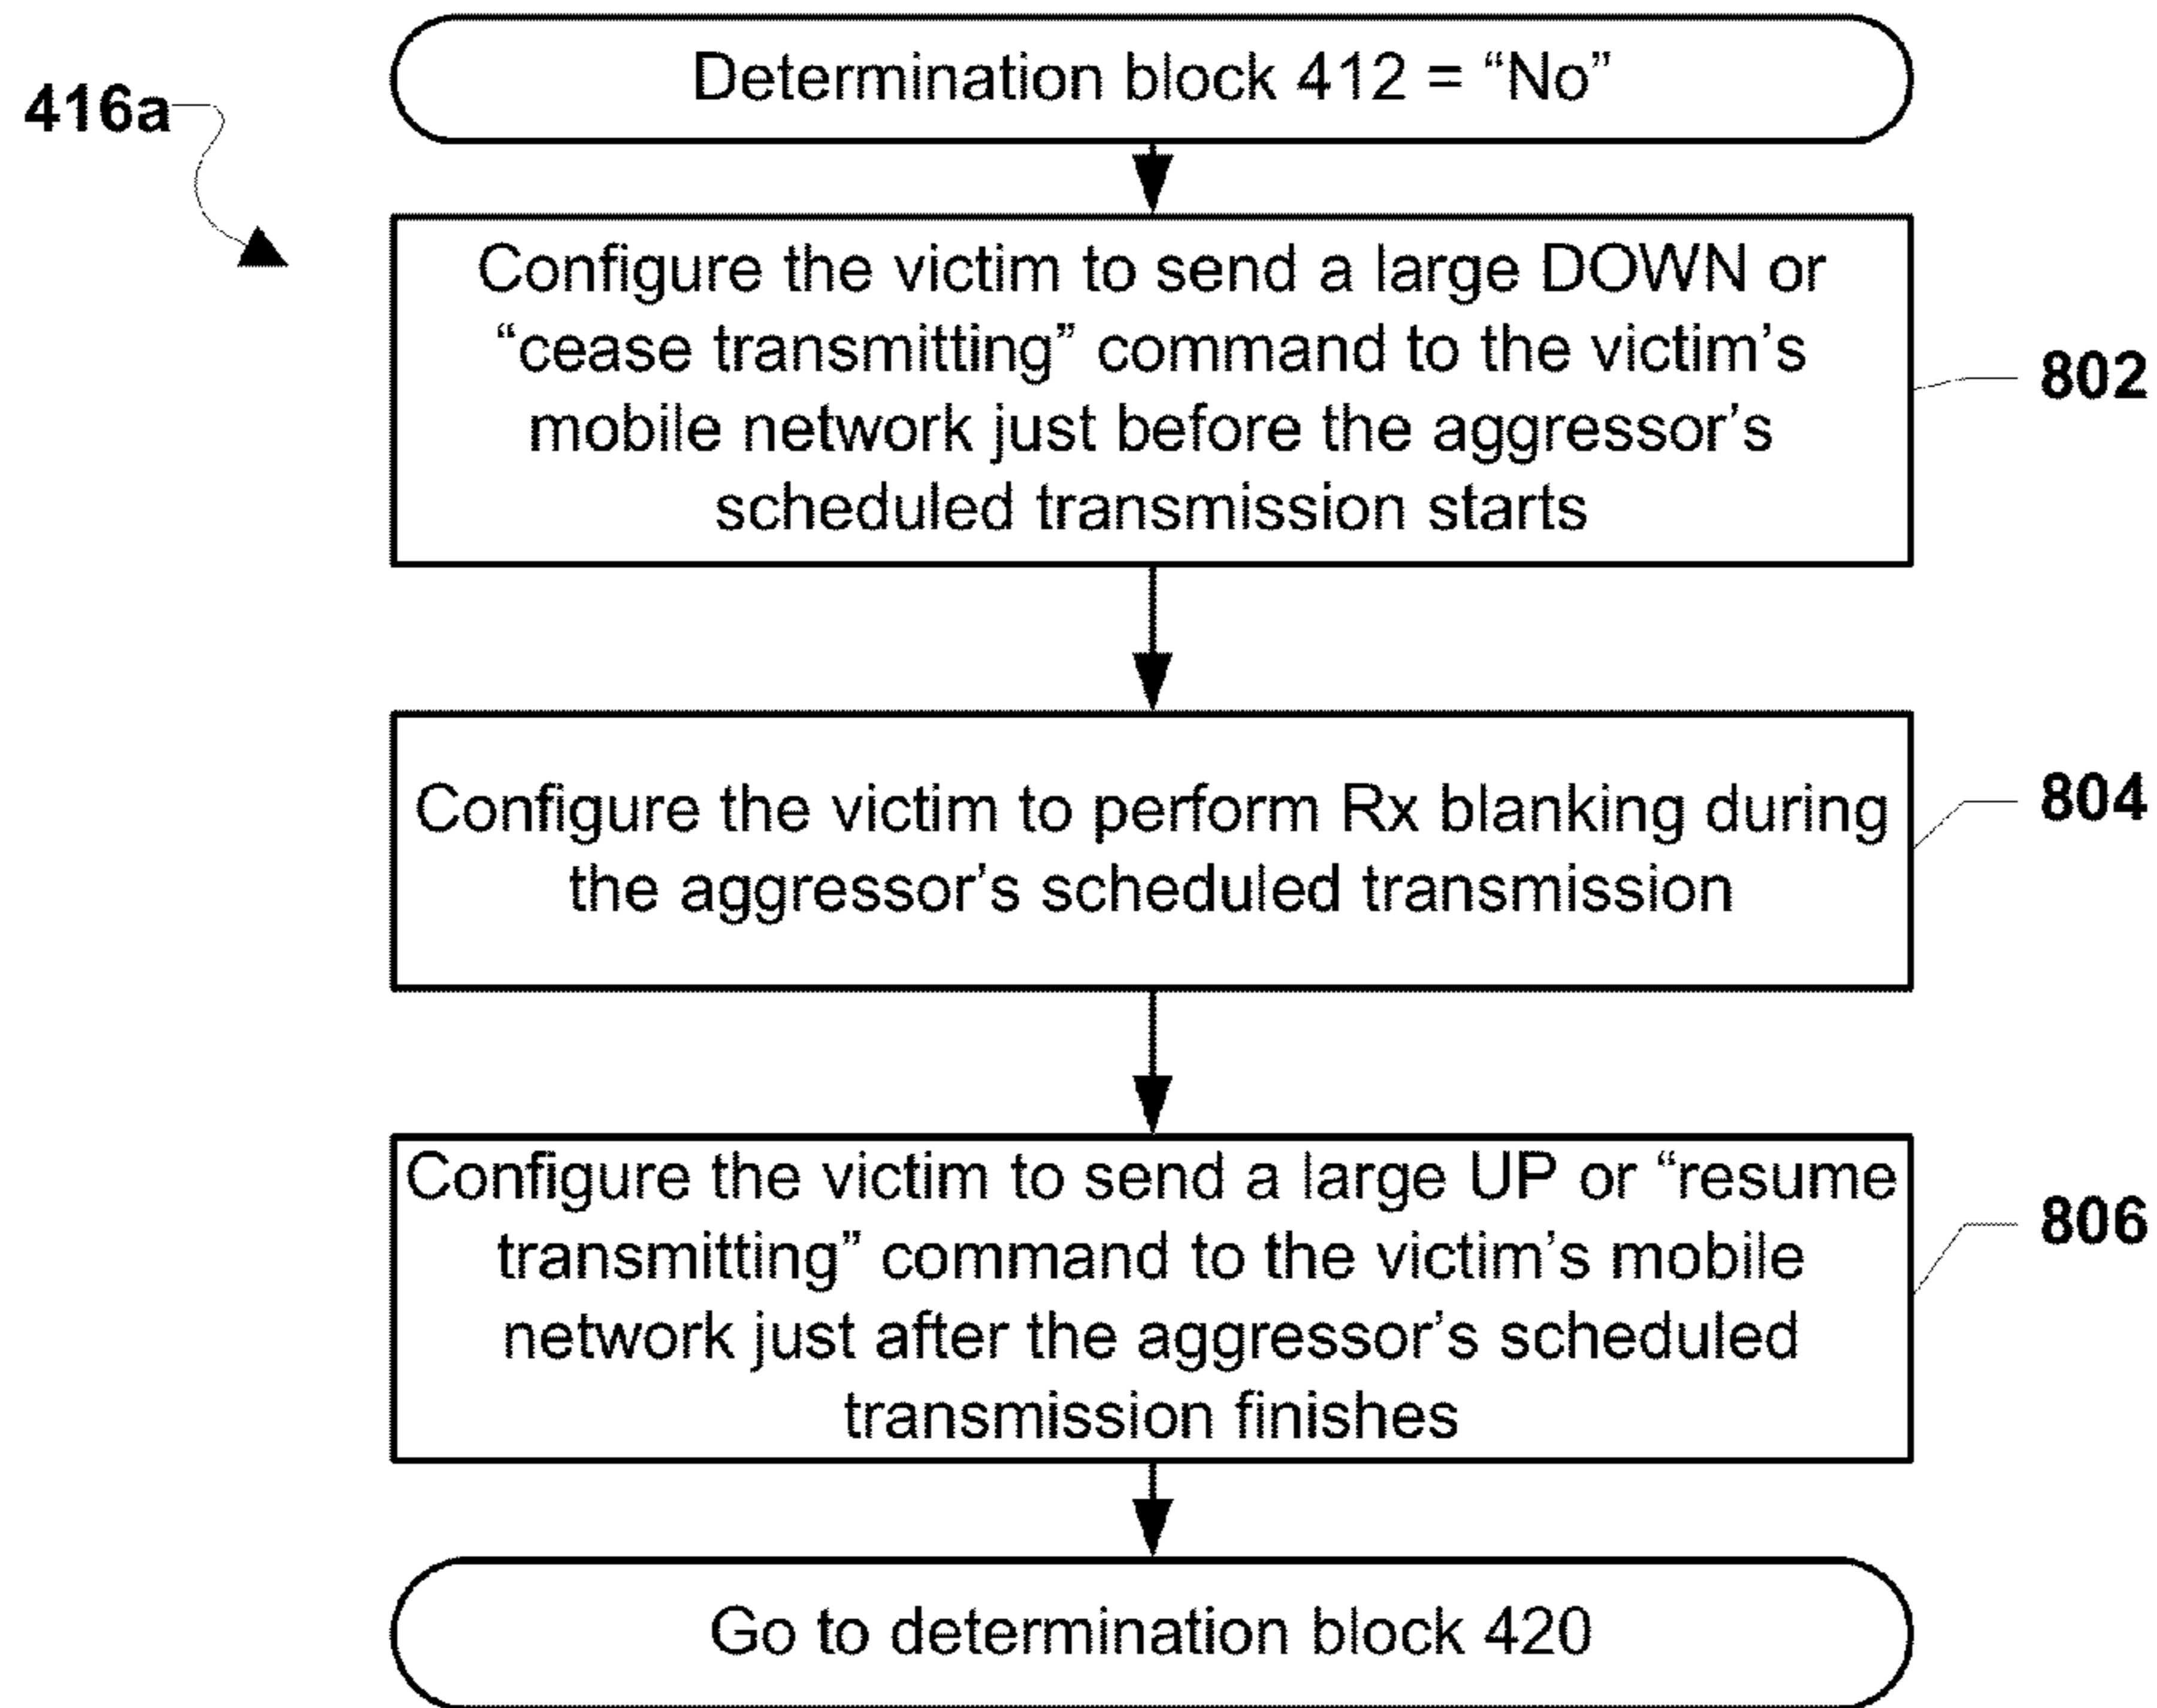 Determination block 412 = “No”
416a
Configure the victim to send a large DOWN or
“cease transmitting” command to the victim’s
mobile network just before the aggressor’s
scheduled transmission starts
802
Configure the victim to perform Rx blanking during
the aggressor’s scheduled transmission
804
Configure the victim to send a large UP or “resume
transmitting” command to the victim’s mobile
network just after the aggressor’s scheduled
transmission finishes
806
Go to determination block 420